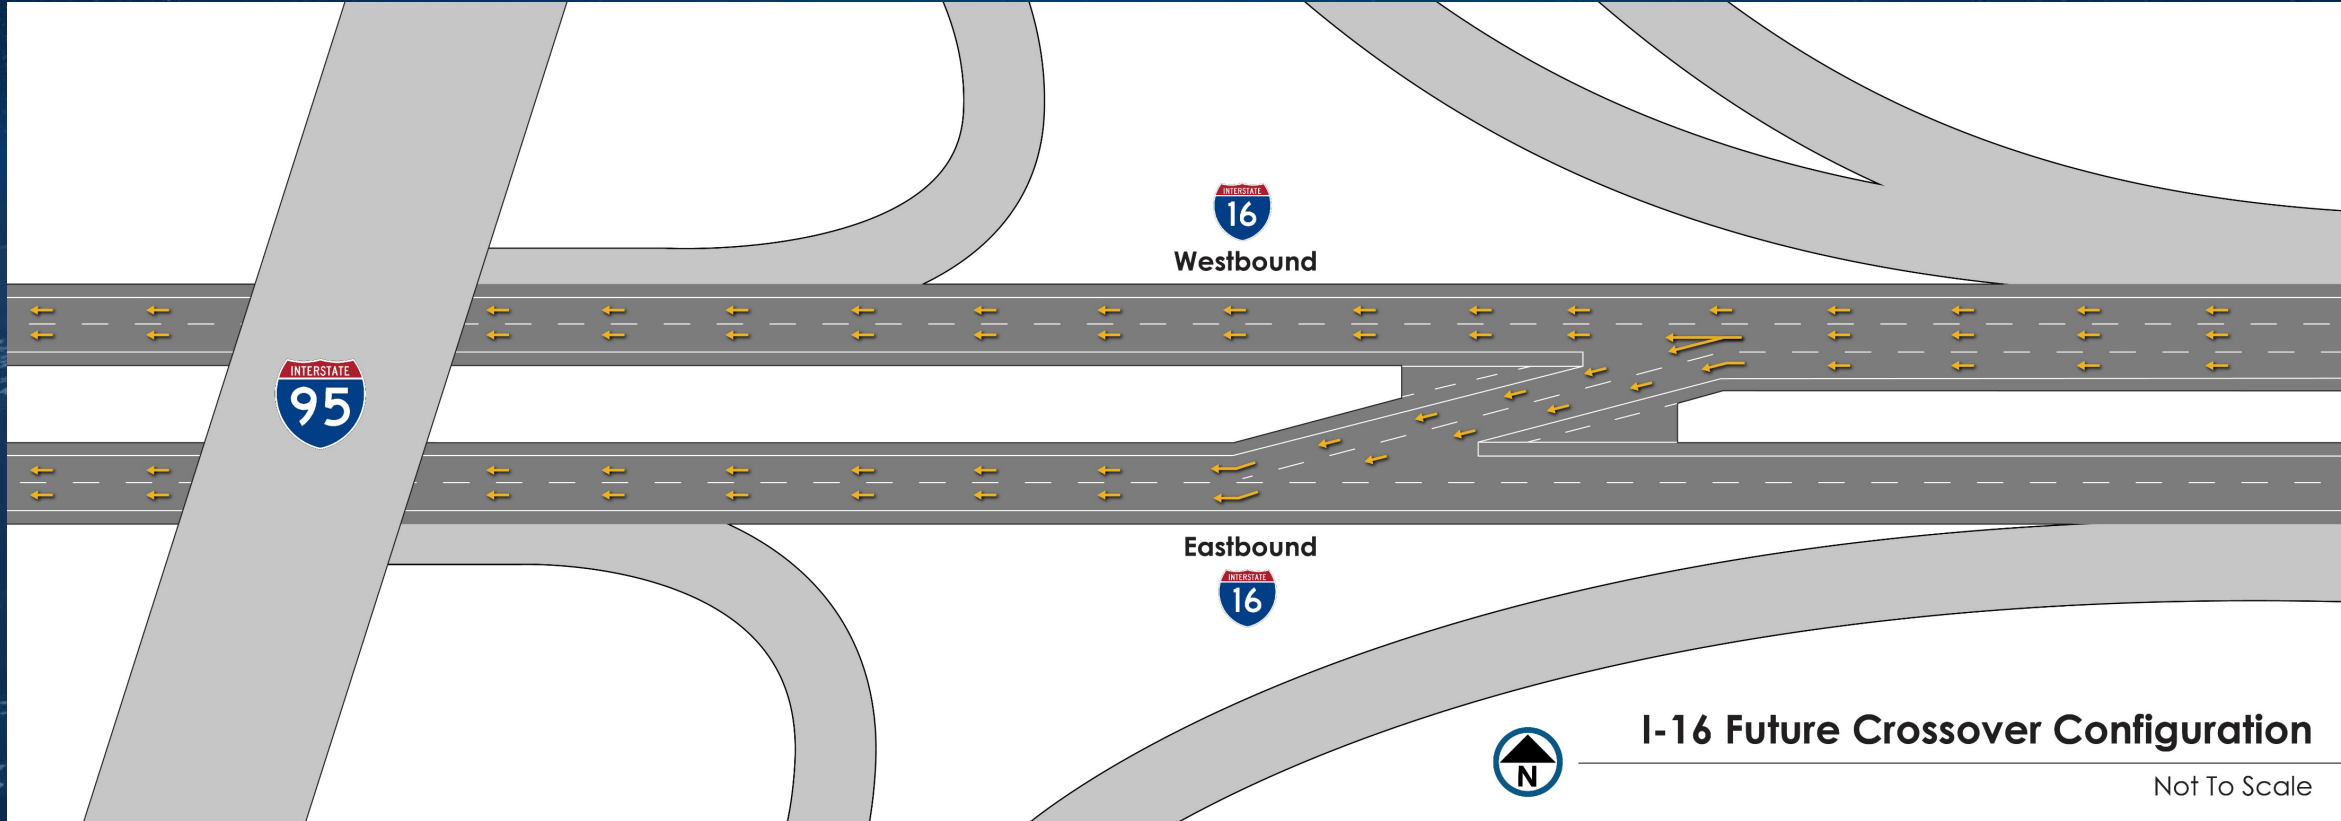 INTERSTATE
16
Westbound
INTERSTATE
95
Eastbound
INTERSTATE
16
I-16 Future Crossover Configuration
N
Not To Scale